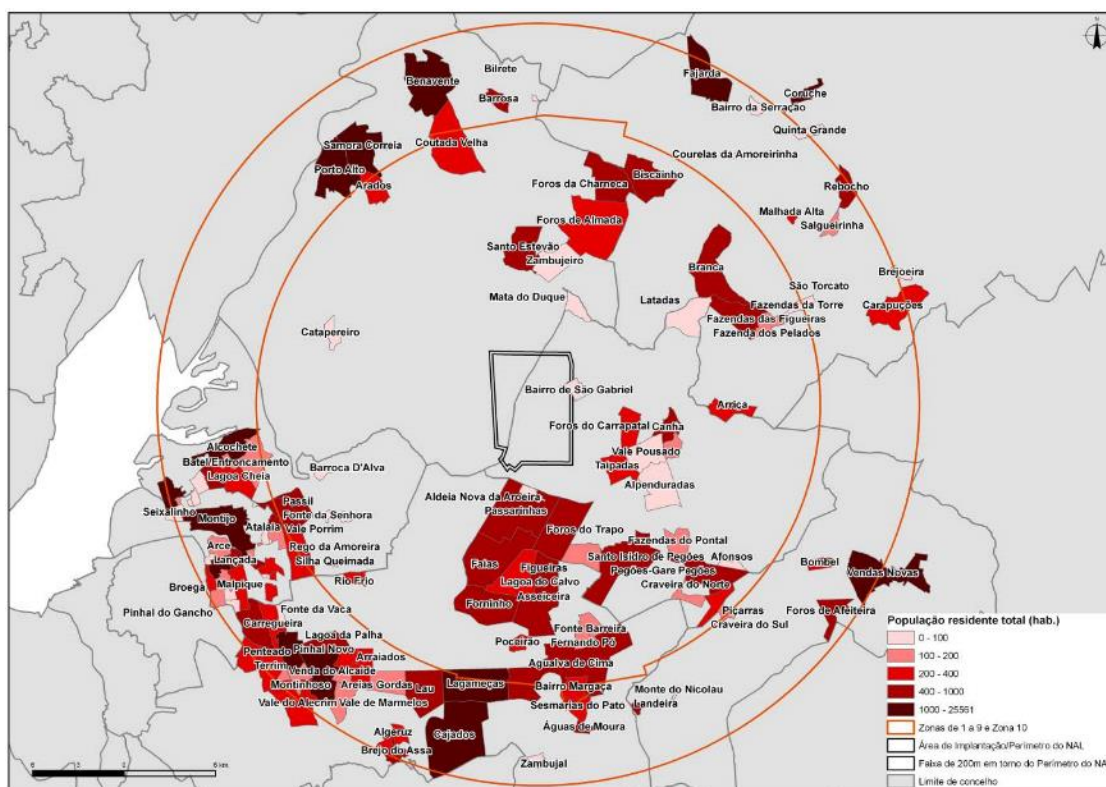 N
Bilrete
Benavente
Barrosa
Fajarda
Coruche
Bairro da Serração
Quinta Grande
Coutada Velha
Samora Correia
Porto Alto
Arados
Courelas da Amoreirinha
Foros da Charneca
Biscainho
Rebocho
Malhada Alta
Salgueirinha
Foros de Almada
Santo Estevão
Zambujeiro
Branca
Brejoeira
São Torcato
Mata do Duque
Latadas
Fazendas da Torre
Carapuções
Fazendas das Figueiras
Fazenda dos Pelados
Catapereiro
Bairro de São Gabriel
Arriça
Foros do Carrapatal
Canha
Vale Pousado
Taipadas
Alpenduradas
Alcochete
Batel/Entroncamento
Lagoa Cheia
Barroca D'Alva
Aldeia Nova da Aroeira
Passarinhas
Passil
Seixalinho
Montijo
Fonte da Senhora
Atalaia
Vale Porrim
Foros do Trapo
Fazendas do Pontal
Arce
Rego da Amoreira
Lançada
Silha Queimada
Santo Isidro de Pegões
Afonsos
Faias
Figueiras
Pegões-Gare
Pegões
Bombel
Vendas Novas
Broega
Malpique
Rio Frio
Lagoa do Calvo
Craveira do Norte
Asseiceira
Pinhal do Gancho
Fonte da Vaca
Forninho
Piçarras
Foros de Afeiteira
Carregueira
Fonte Barreira
Craveira do Sul
Lagoa da Palha
Poceirão
Fernando Pó
Penteado
Pinhal Novo
Arraiados
Agualva de Cima
Terrim
Venda do Alcaide
Montinhoso
Areias Gordas
Lau
Lagameças
Bairro Margaça
Monte do Nicolau
Vale do Alecrim
Vale de Marmelos
Sesmarias do Pato
Landeira
Algeruz
Cajados
Águas de Moura
Brejo do Assa
Zambujal
População residente total (hab.)
0 - 100
100 - 200
200 - 400
400 - 1000
1000 - 25561
Zonas de 1 a 9 e Zona 10
Área de Implantação/Perímetro do NAL
Faixa de 200m em torno do Perímetro do NA
Limite de concelho